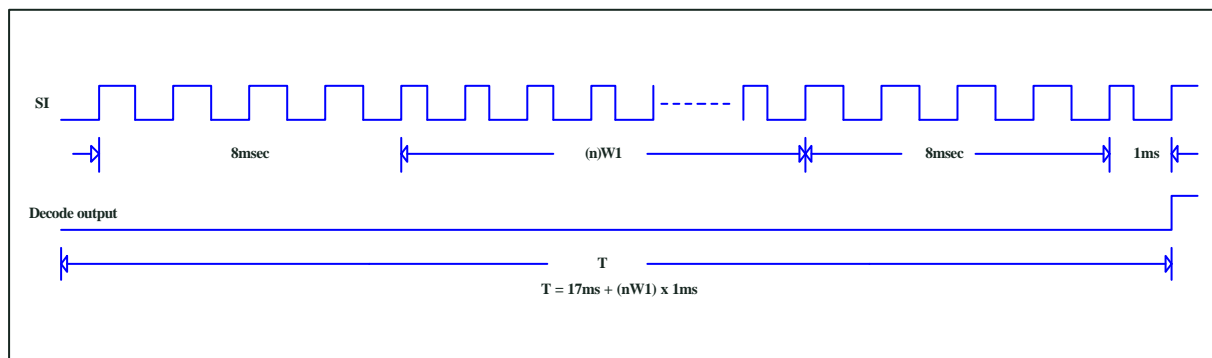 SI
8msec (n)W1 8msec 1ms
Decode output
T
T = 17ms + (nW1) x 1ms